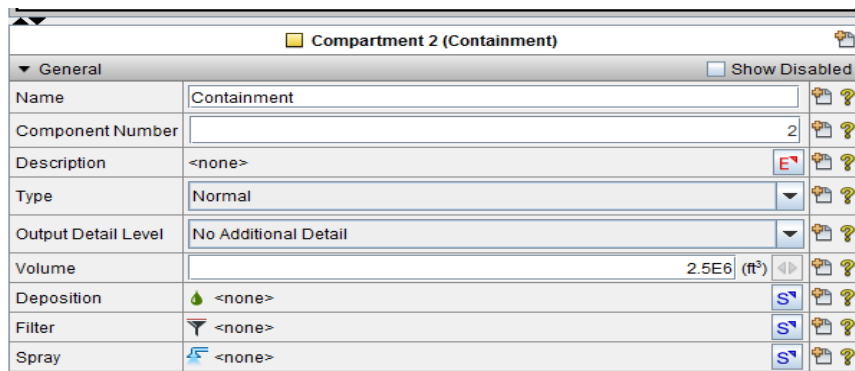 Compartment 2 (Containment)
General Show Disabled
Name Containment
Component Number 2
Description <none> E
Type Normal
Output Detail Level No Additional Detail
Volume 2.5E6 (ft³)
Deposition <none> S
Filter <none> S
Spray <none> S